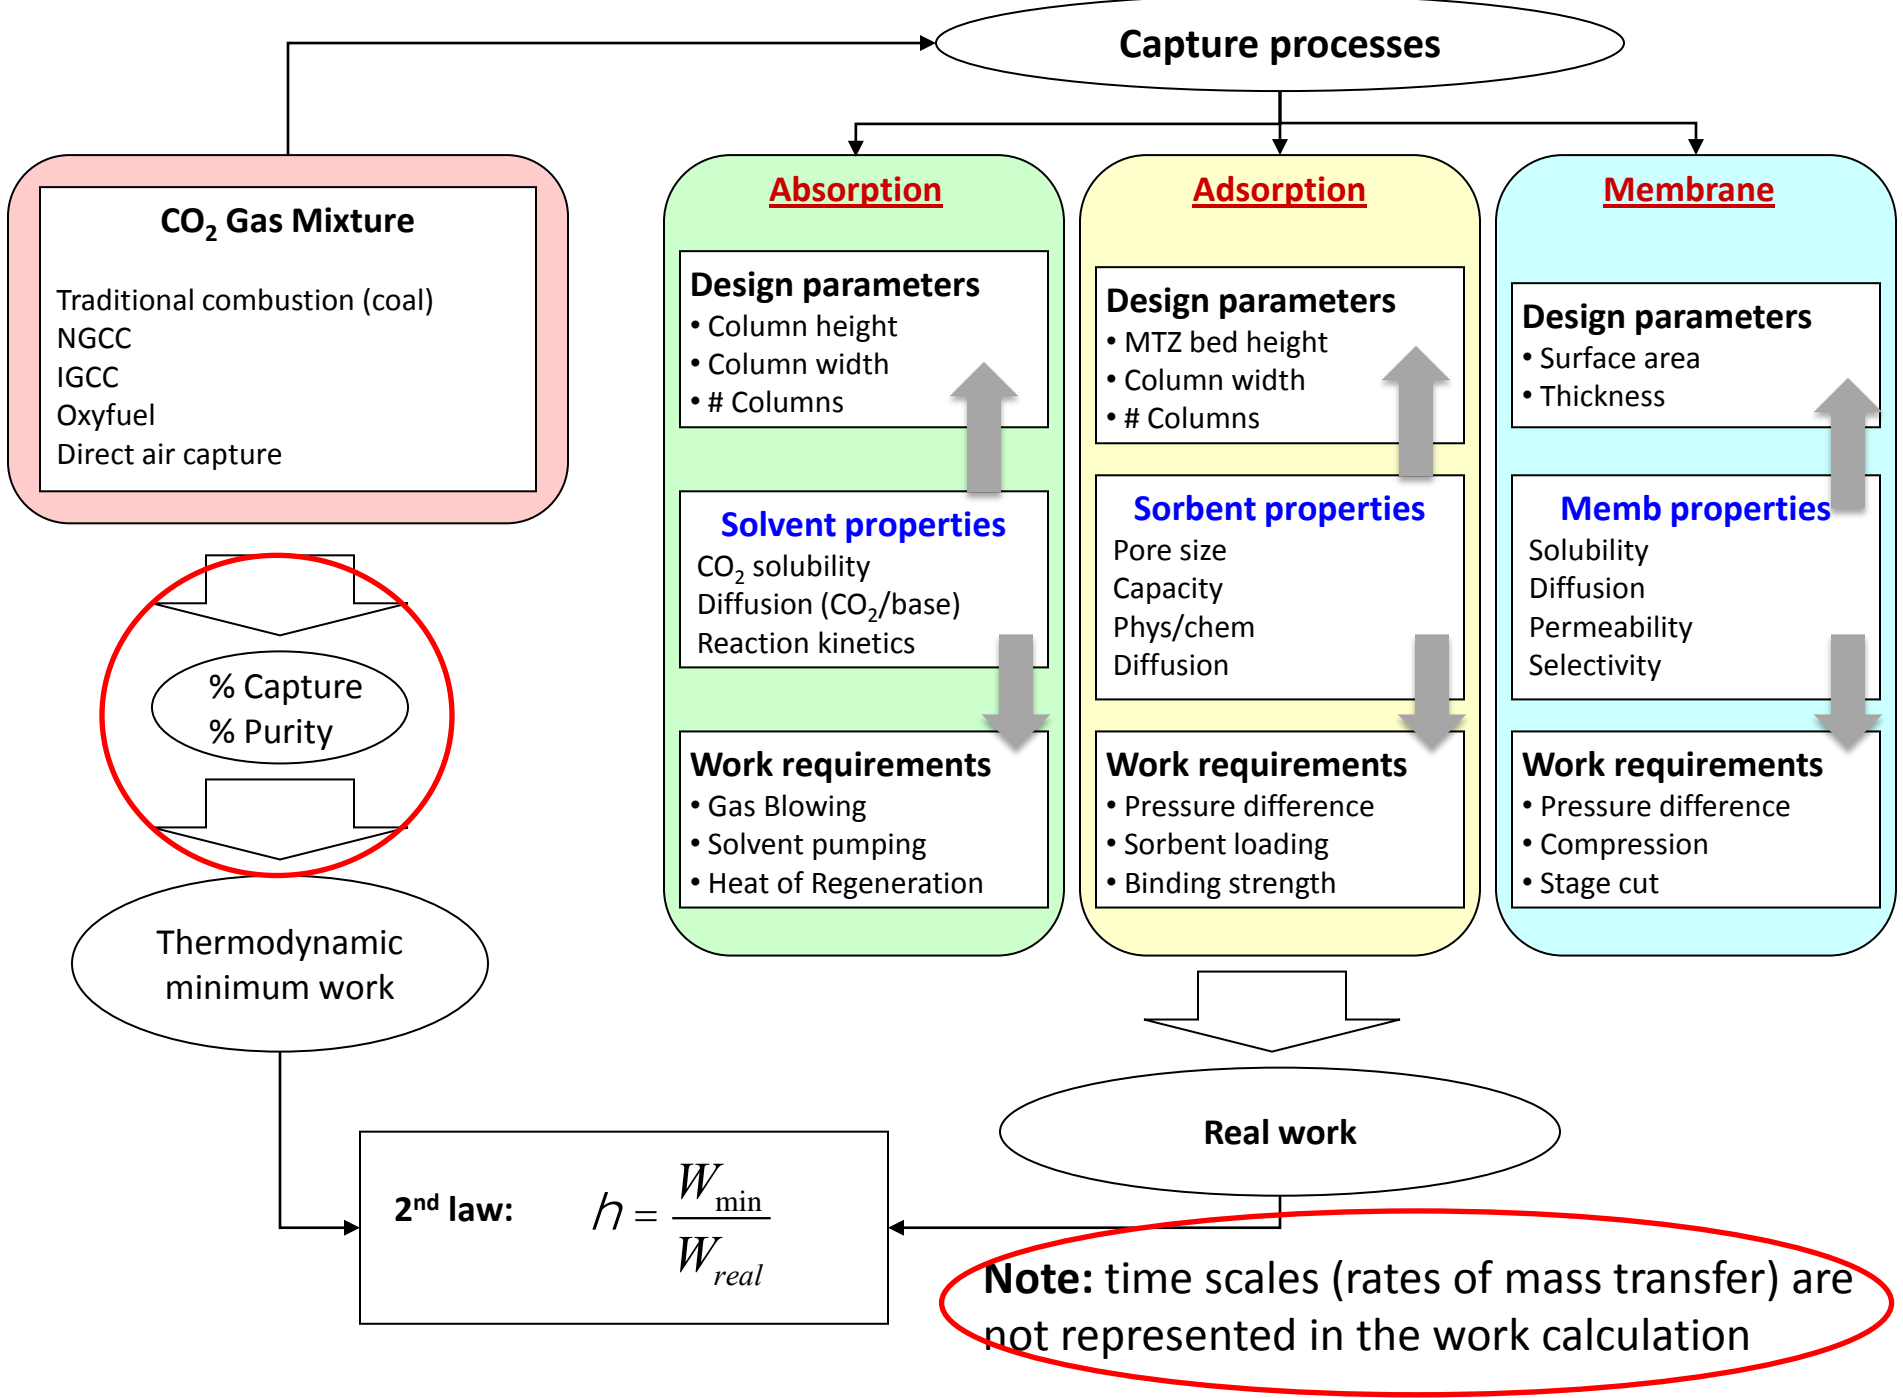 Capture processes
CO₂ Gas Mixture
Traditional combustion (coal)
NGCC
IGCC
Oxyfuel
Direct air capture
% Capture
% Purity
Thermodynamic
minimum work
Absorption
Design parameters
• Column height
• Column width
• # Columns
Solvent properties
CO₂ solubility
Diffusion (CO₂/base)
Reaction kinetics
Work requirements
• Gas Blowing
• Solvent pumping
• Heat of Regeneration
Adsorption
Design parameters
• MTZ bed height
• Column width
• # Columns
Sorbent properties
Pore size
Capacity
Phys/chem
Diffusion
Work requirements
• Pressure difference
• Sorbent loading
• Binding strength
Membrane
Design parameters
• Surface area
• Thickness
Memb properties
Solubility
Diffusion
Permeability
Selectivity
Work requirements
• Pressure difference
• Compression
• Stage cut
Real work
2nd law: h = W_min / W_real
Note: time scales (rates of mass transfer) are
not represented in the work calculation